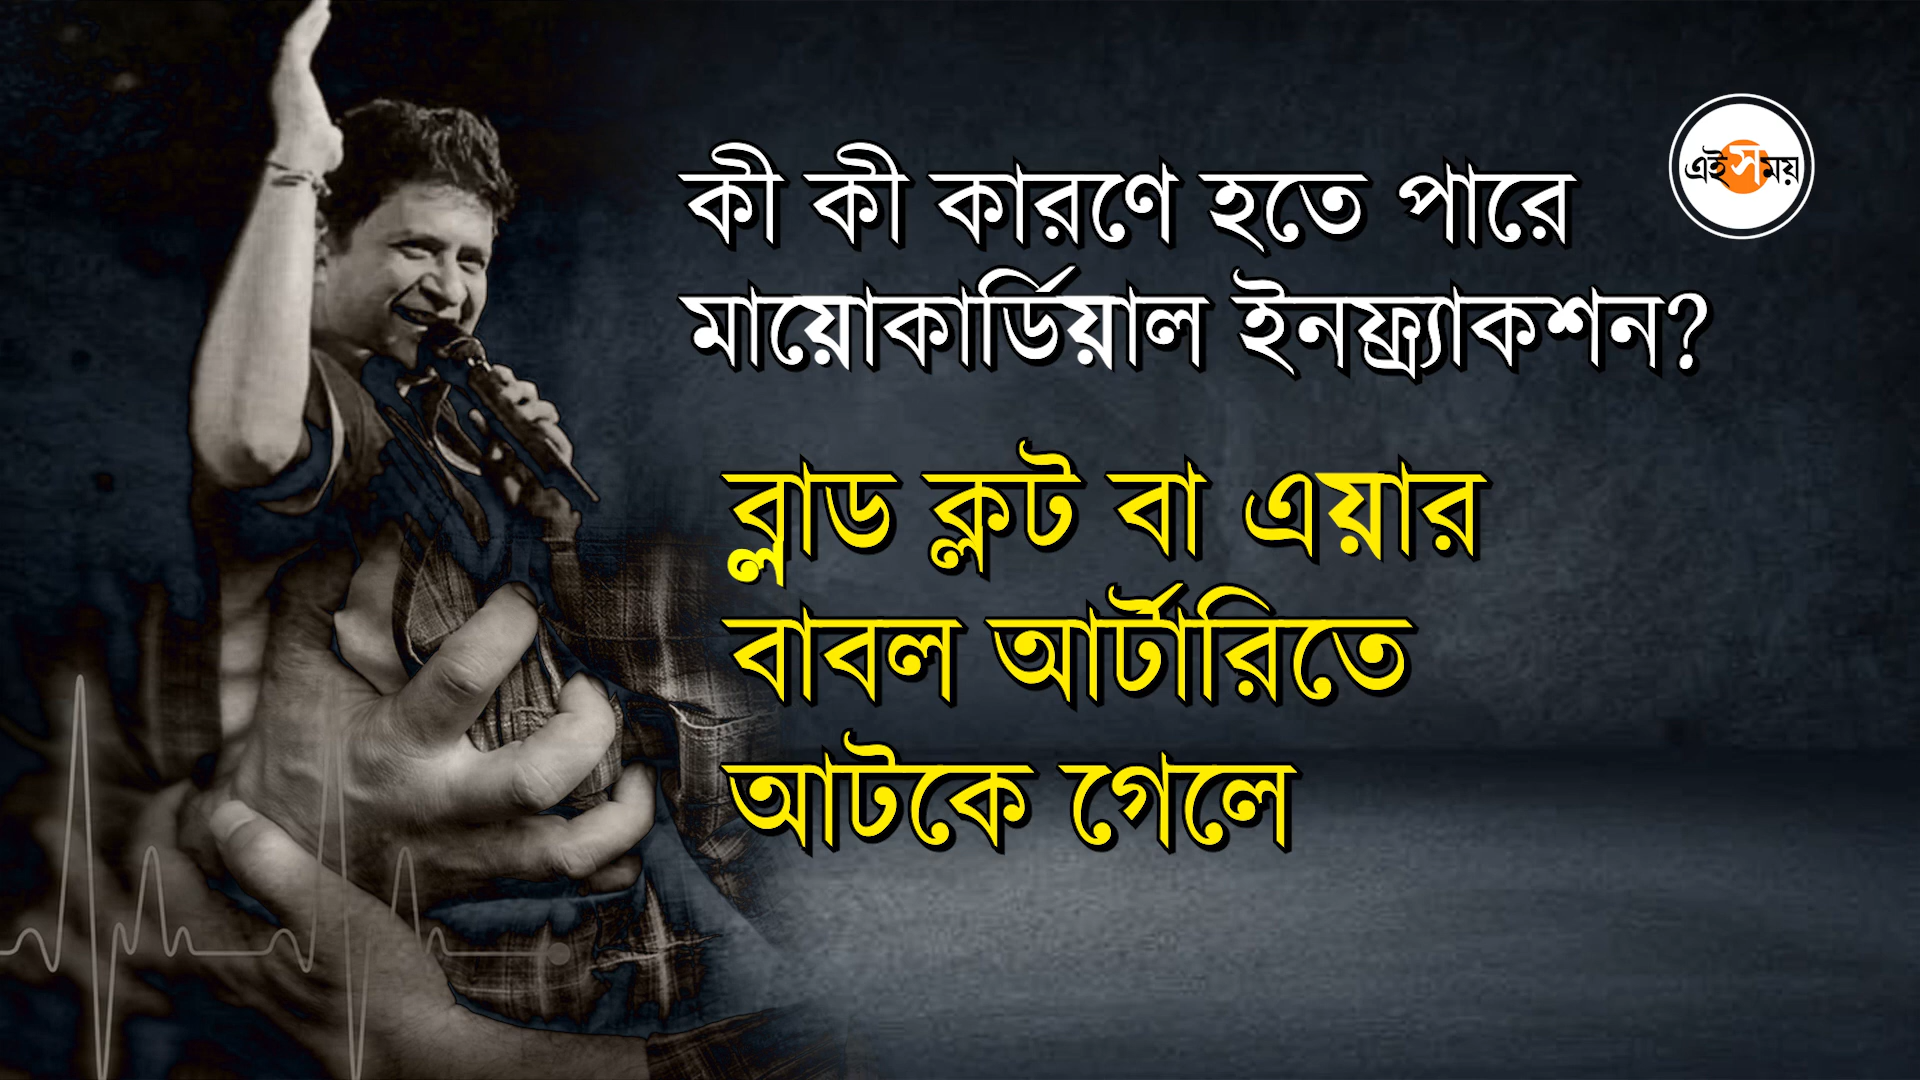 এই সময়
কী কী কারণে হতে পারে
মায়োকার্ডিয়াল ইনফ্র্যাকশন?
ব্লাড ক্লট বা এয়ার
বাবল আর্টারিতে
আটকে গেলে